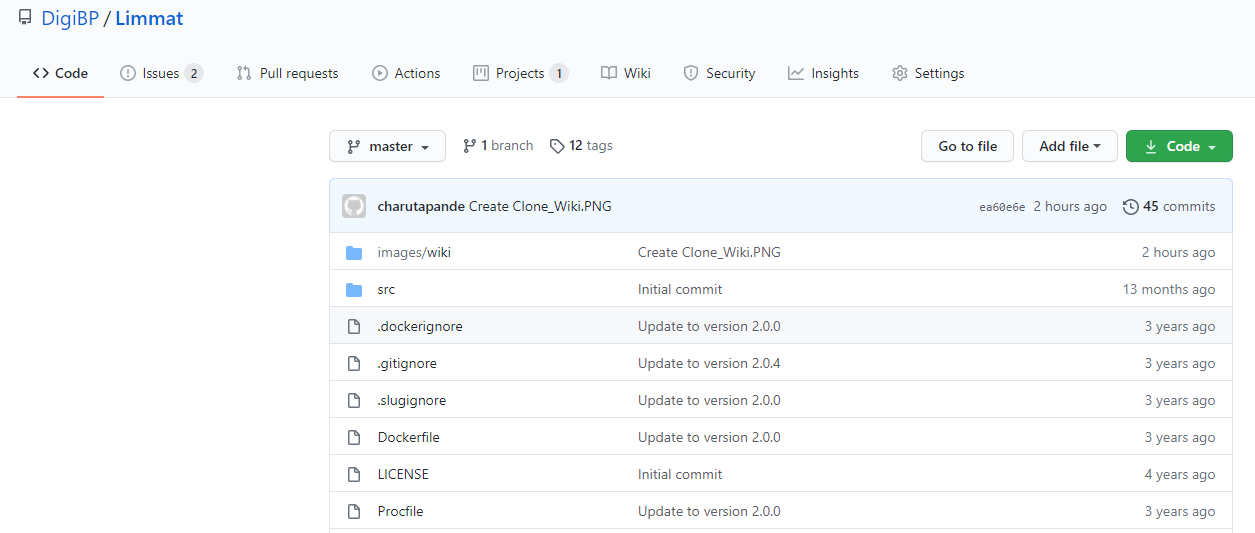 DigiBP / Limmat
Code Issues 2 Pull requests Actions Projects 1 Wiki Security Insights Settings
master 1 branch 12 tags Go to file Add file Code
charutapande Create Clone_Wiki.PNG ea60e6e 2 hours ago 45 commits
images/wiki Create Clone_Wiki.PNG 2 hours ago
src Initial commit 13 months ago
.dockerignore Update to version 2.0.0 3 years ago
.gitignore Update to version 2.0.4 3 years ago
.slugignore Update to version 2.0.0 3 years ago
Dockerfile Update to version 2.0.0 3 years ago
LICENSE Initial commit 4 years ago
Procfile Update to version 2.0.0 3 years ago